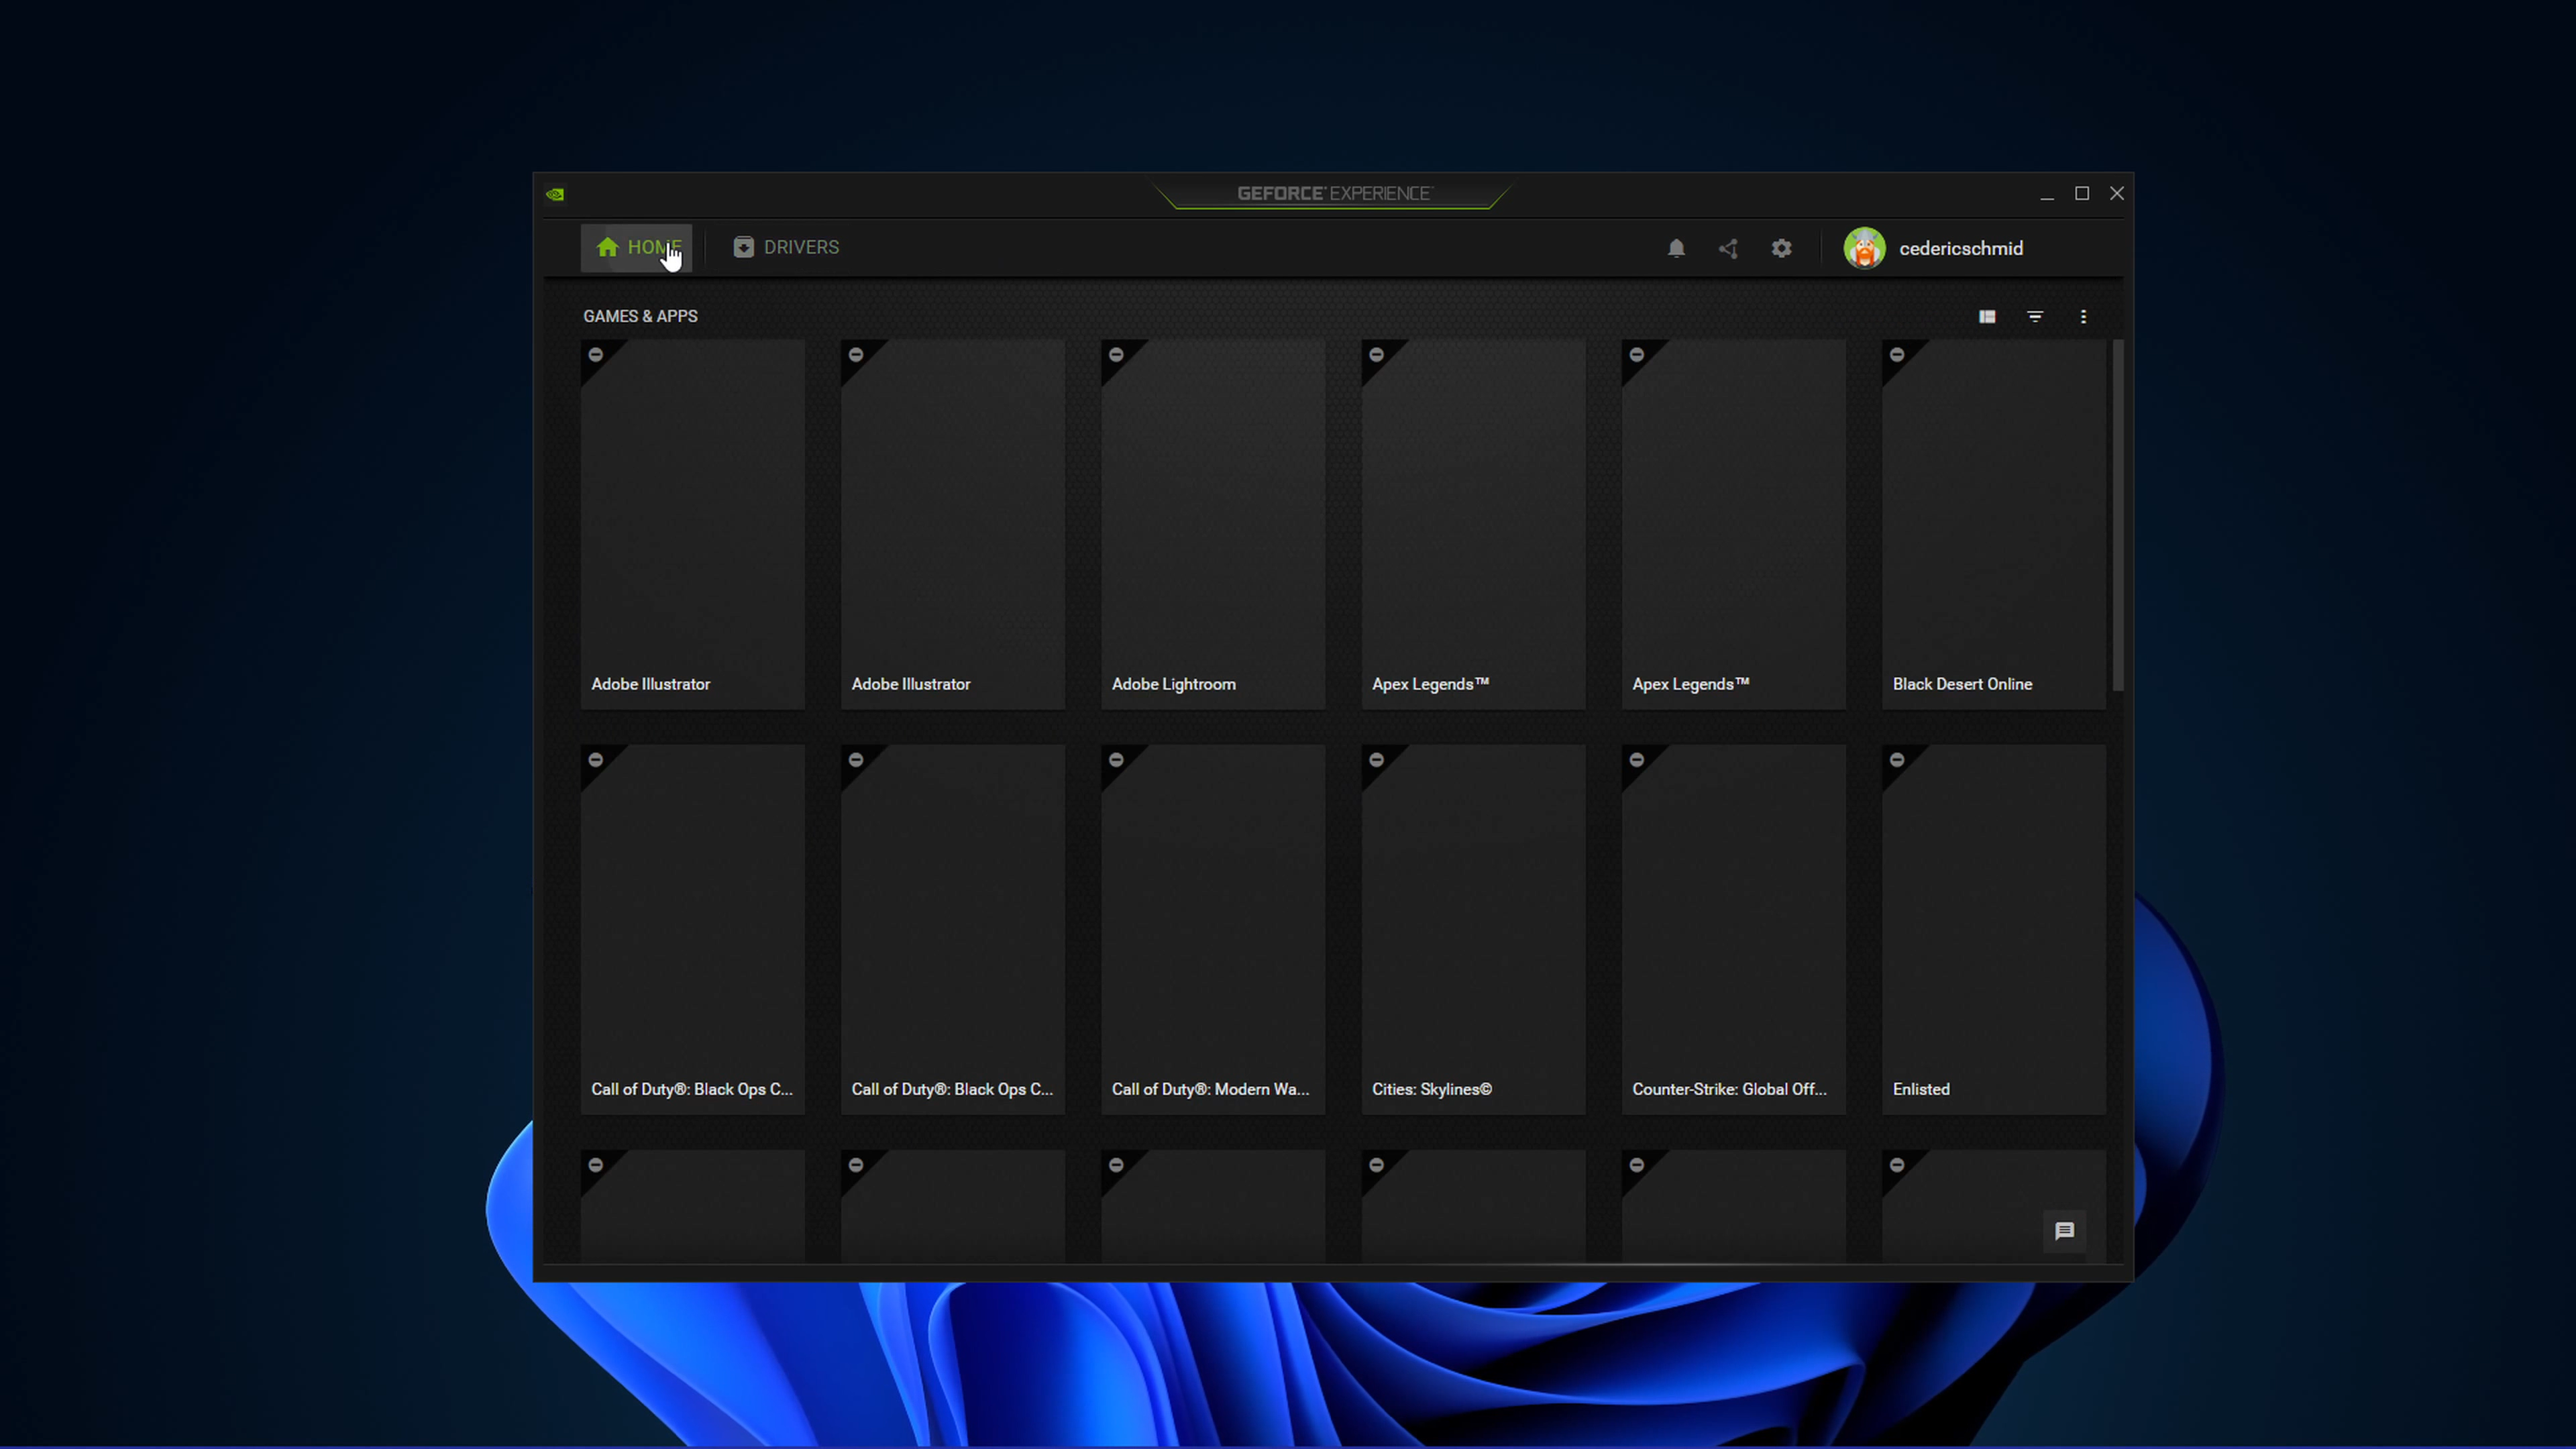 GEFORCE® EXPERIENCE™
HOME
DRIVERS
cedericschmid
GAMES & APPS
Adobe Illustrator
Adobe Illustrator
Adobe Lightroom
Apex Legends™
Apex Legends™
Black Desert Online
Call of Duty®: Black Ops C...
Call of Duty®: Black Ops C...
Call of Duty®: Modern Wa...
Cities: Skylines©
Counter-Strike: Global Off...
Enlisted